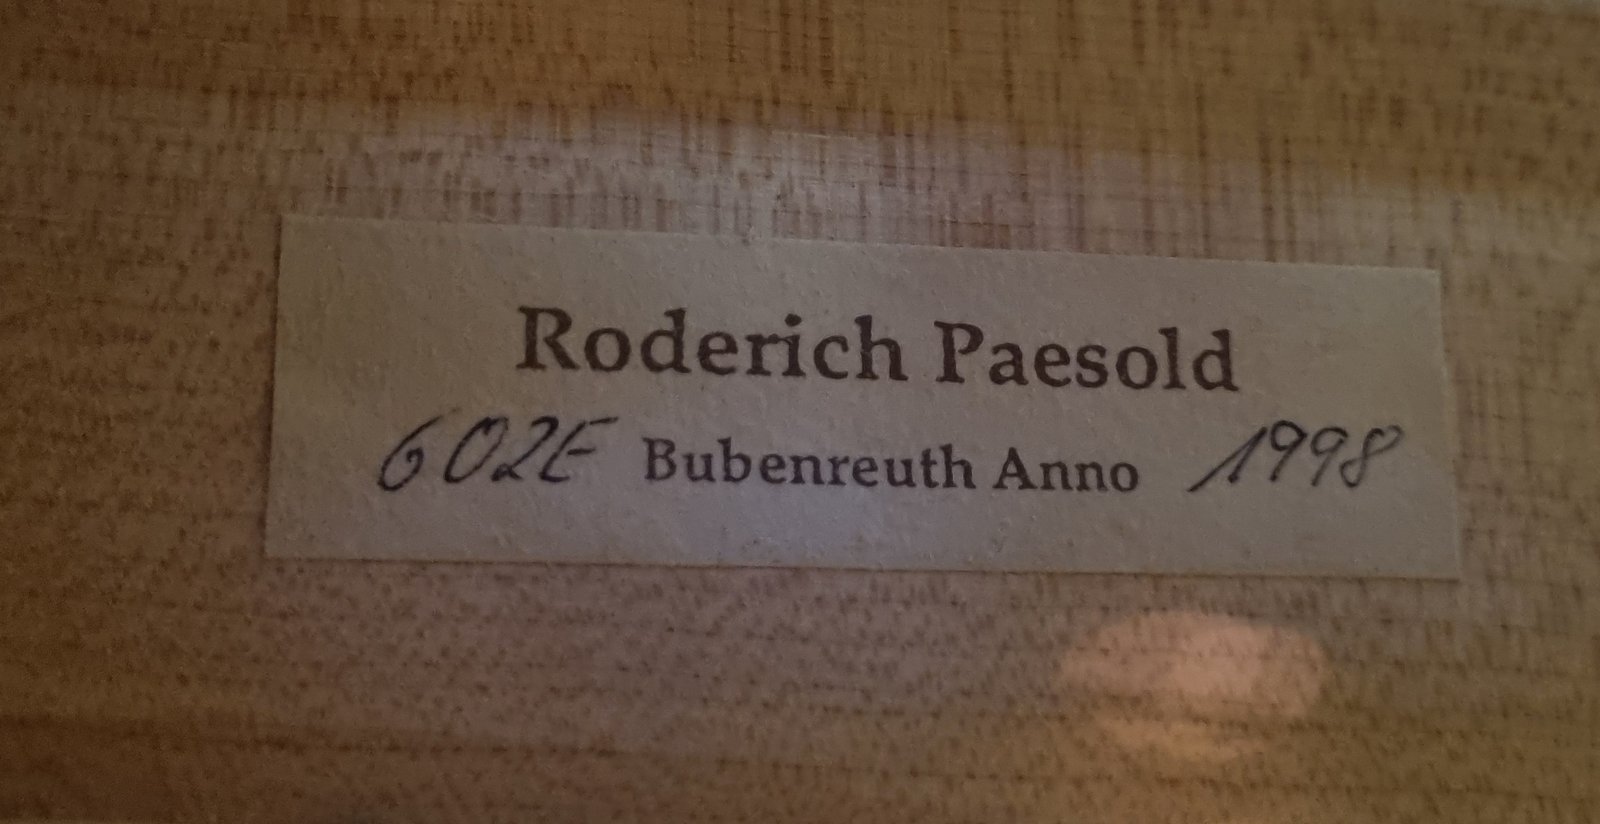 Roderich Paesold
602E Bubenreuth Anno 1998